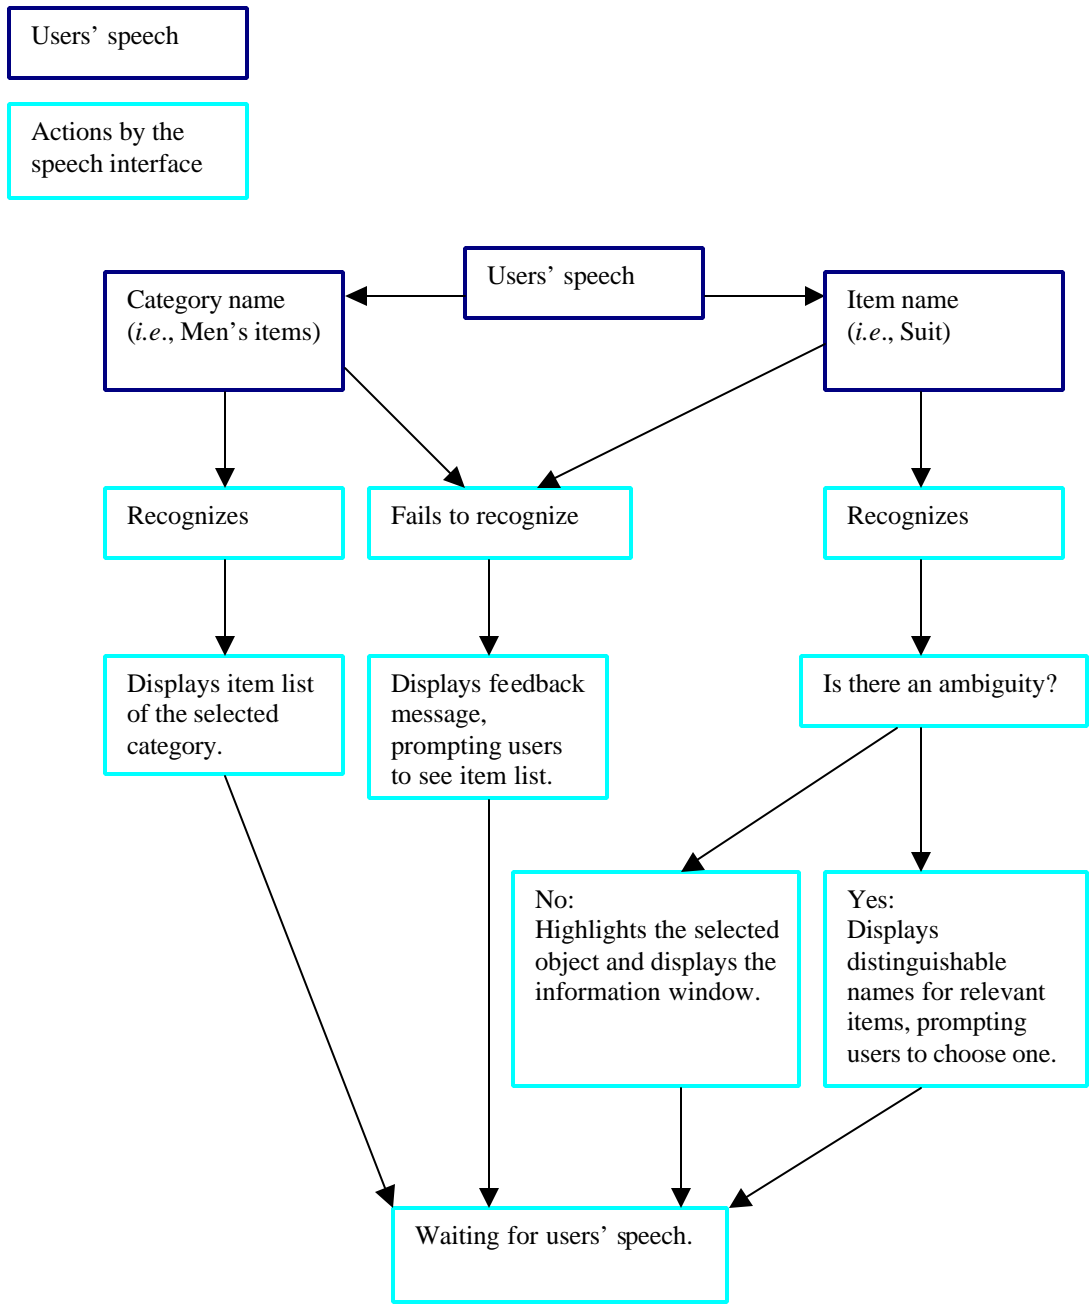 Users’ speech
Actions by the
speech interface
Users’ speech
Category name
(i.e., Men’s items)
Item name
(i.e., Suit)
Recognizes
Fails to recognize
Recognizes
Displays item list
of the selected
category.
Displays feedback
message,
prompting users
to see item list.
Is there an ambiguity?
No:
Highlights the selected
object and displays the
information window.
Yes:
Displays
distinguishable
names for relevant
items, prompting
users to choose one.
Waiting for users’ speech.